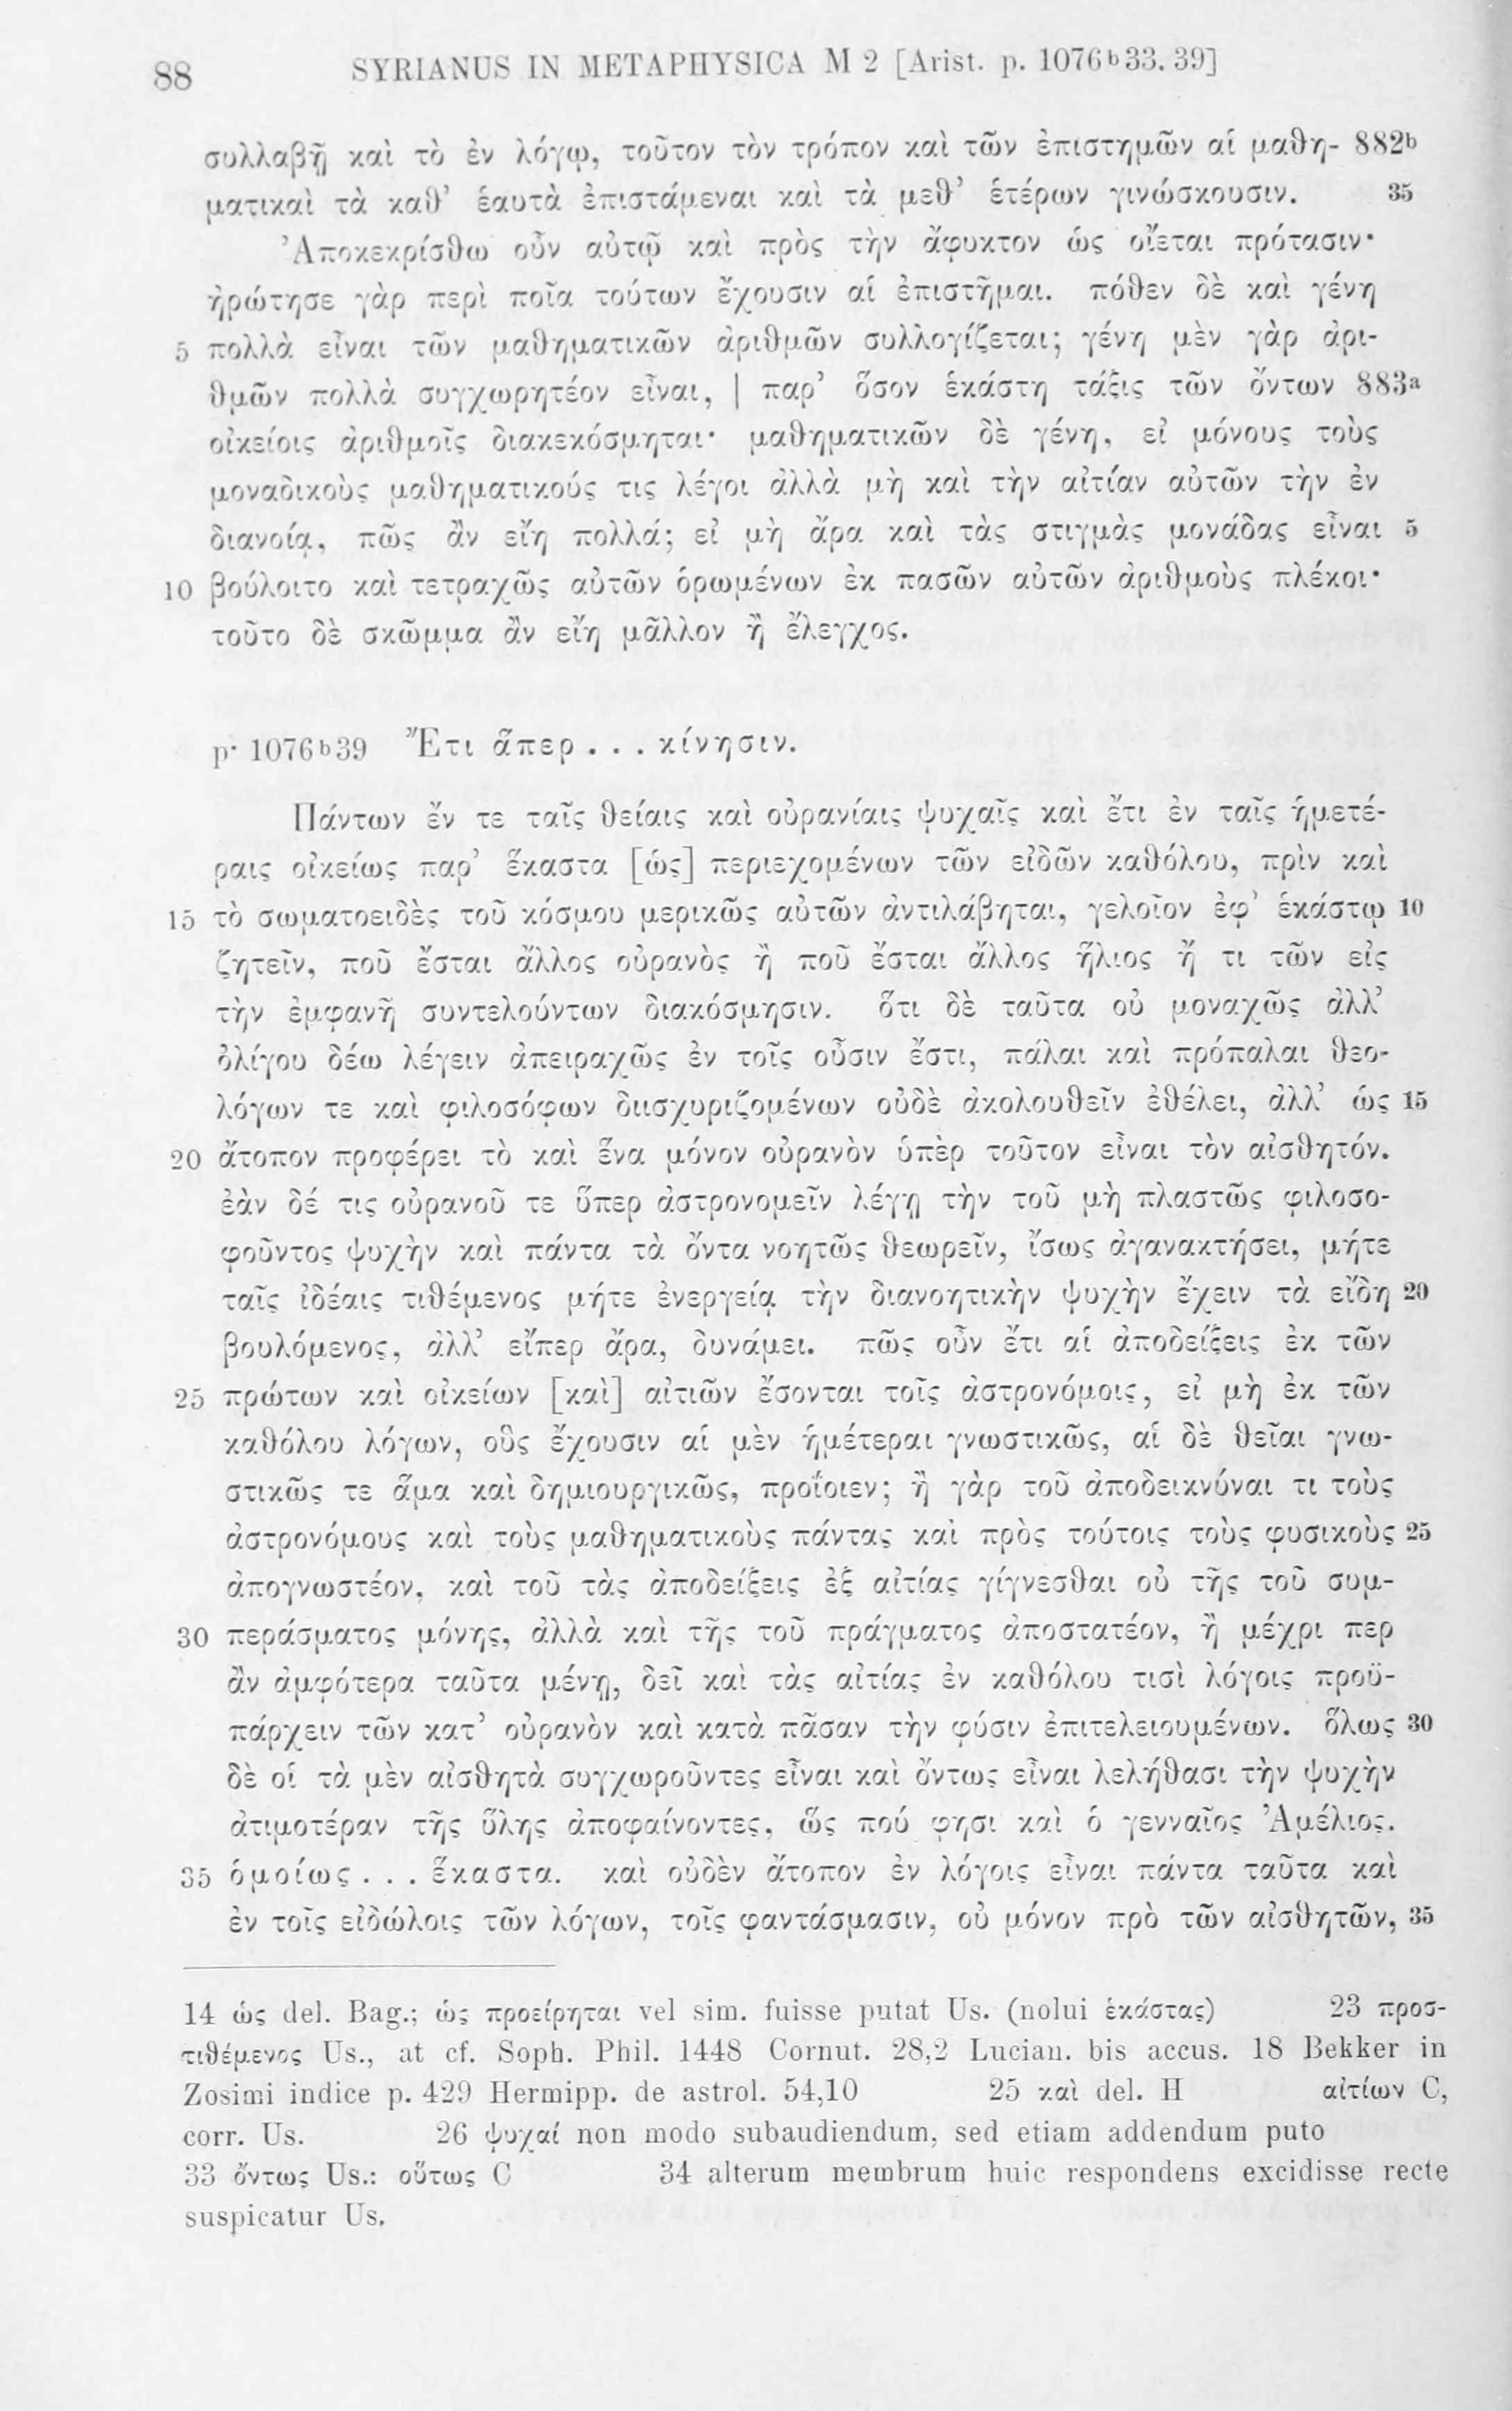 88 SYRIANUS IN METAPHYSICA M 2 [Arist. p. 1076ᵇ33. 39]
συλλαβῇ καὶ τὸ ἐν λόγῳ, τοῦτον τὸν τρόπον καὶ τῶν ἐπιστημῶν αἱ μαθη- 882ᵇ
ματικαὶ τὰ καθ’ ἑαυτὰ ἐπιστάμεναι καὶ τὰ μεθ’ ἑτέρων γινώσκουσιν. 35
Ἀποκεκρίσθω οὖν αὐτῷ καὶ πρὸς τὴν ἄφυκτον ὡς οἴεται πρότασιν·
ἠρώτησε γὰρ περὶ ποῖα τούτων ἔχουσιν αἱ ἐπιστῆμαι. πόθεν δὲ καὶ γένη
5 πολλὰ εἶναι τῶν μαθηματικῶν ἀριθμῶν συλλογίζεται; γένη μὲν γὰρ ἀρι-
θμῶν πολλὰ συγχωρητέον εἶναι, | παρ’ ὅσον ἑκάστη τάξις τῶν ὄντων 883ᵃ
οἰκείοις ἀριθμοῖς διακεκόσμηται· μαθηματικῶν δὲ γένη, εἰ μόνους τοὺς
μοναδικοὺς μαθηματικούς τις λέγοι ἀλλὰ μὴ καὶ τὴν αἰτίαν αὐτῶν τὴν ἐν
διανοίᾳ, πῶς ἂν εἴη πολλά; εἰ μὴ ἄρα καὶ τὰς στιγμὰς μονάδας εἶναι 5
10 βούλοιτο καὶ τετραχῶς αὐτῶν ὁρωμένων ἐκ πασῶν αὐτῶν ἀριθμοὺς πλέκοι·
τοῦτο δὲ σκῶμμα ἂν εἴη μᾶλλον ἢ ἔλεγχος.
p· 1076ᵇ39 Ἔτι ἅπερ . . . κίνησιν.
Πάντων ἔν τε ταῖς θείαις καὶ οὐρανίαις ψυχαῖς καὶ ἔτι ἐν ταῖς ἡμετέ-
ραις οἰκείως παρ’ ἕκαστα [ὡς] περιεχομένων τῶν εἰδῶν καθόλου, πρὶν καὶ
15 τὸ σωματοειδὲς τοῦ κόσμου μερικῶς αὐτῶν ἀντιλάβηται, γελοῖον ἐφ’ ἑκάστῳ 10
ζητεῖν, ποῦ ἔσται ἄλλος οὐρανὸς ἢ ποῦ ἔσται ἄλλος ἥλιος ἤ τι τῶν εἰς
τὴν ἐμφανῆ συντελούντων διακόσμησιν. ὅτι δὲ ταῦτα οὐ μοναχῶς ἀλλ’
ὀλίγου δέω λέγειν ἀπειραχῶς ἐν τοῖς οὖσιν ἔστι, πάλαι καὶ πρόπαλαι θεο-
λόγων τε καὶ φιλοσόφων διισχυριζομένων οὐδὲ ἀκολουθεῖν ἐθέλει, ἀλλ’ ὡς 15
20 ἄτοπον προφέρει τὸ καὶ ἕνα μόνον οὐρανὸν ὑπὲρ τοῦτον εἶναι τὸν αἰσθητόν.
ἐὰν δέ τις οὐρανοῦ τε ὕπερ ἀστρονομεῖν λέγῃ τὴν τοῦ μὴ πλαστῶς φιλοσο-
φοῦντος ψυχὴν καὶ πάντα τὰ ὄντα νοητῶς θεωρεῖν, ἴσως ἀγανακτήσει, μήτε
ταῖς ἰδέαις τιθέμενος μήτε ἐνεργείᾳ τὴν διανοητικὴν ψυχὴν ἔχειν τὰ εἴδη 20
βουλόμενος, ἀλλ’ εἴπερ ἄρα, δυνάμει. πῶς οὖν ἔτι αἱ ἀποδείξεις ἐκ τῶν
25 πρώτων καὶ οἰκείων [καὶ] αἰτιῶν ἔσονται τοῖς ἀστρονόμοις, εἰ μὴ ἐκ τῶν
καθόλου λόγων, οὓς ἔχουσιν αἱ μὲν ἡμέτεραι γνωστικῶς, αἱ δὲ θεῖαι γνω-
στικῶς τε ἅμα καὶ δημιουργικῶς, προΐοιεν; ἢ γὰρ τοῦ ἀποδεικνύναι τι τοὺς
ἀστρονόμους καὶ τοὺς μαθηματικοὺς πάντας καὶ πρὸς τούτοις τοὺς φυσικοὺς 25
ἀπογνωστέον, καὶ τοῦ τὰς ἀποδείξεις ἐξ αἰτίας γίγνεσθαι οὐ τῆς τοῦ συμ-
30 περάσματος μόνης, ἀλλὰ καὶ τῆς τοῦ πράγματος ἀποστατέον, ἢ μέχρι περ
ἂν ἀμφότερα ταῦτα μένῃ, δεῖ καὶ τὰς αἰτίας ἐν καθόλου τισὶ λόγοις προϋ-
πάρχειν τῶν κατ’ οὐρανὸν καὶ κατὰ πᾶσαν τὴν φύσιν ἐπιτελειουμένων. ὅλως 30
δὲ οἱ τὰ μὲν αἰσθητὰ συγχωροῦντες εἶναι καὶ ὄντως εἶναι λελήθασι τὴν ψυχὴν
ἀτιμοτέραν τῆς ὕλης ἀποφαίνοντες, ὥς πού φησι καὶ ὁ γενναῖος Ἀμέλιος.
35 ὁμοίως . . . ἕκαστα. καὶ οὐδὲν ἄτοπον ἐν λόγοις εἶναι πάντα ταῦτα καὶ
ἐν τοῖς εἰδώλοις τῶν λόγων, τοῖς φαντάσμασιν, οὐ μόνον πρὸ τῶν αἰσθητῶν, 35
14 ὡς del. Bag.; ὡς προείρηται vel sim. fuisse putat Us. (nolui ἑκάστας) 23 προσ-
τιθέμενος Us., at cf. Soph. Phil. 1448 Cornut. 28,2 Lucian. bis accus. 18 Bekker in
Zosimi indice p. 429 Hermipp. de astrol. 54,10 25 καὶ del. H αἰτίων C,
corr. Us. 26 ψυχαί non modo subaudiendum, sed etiam addendum puto
33 ὄντως Us.: οὕτως C 34 alterum membrum huic respondens excidisse recte
suspicatur Us.